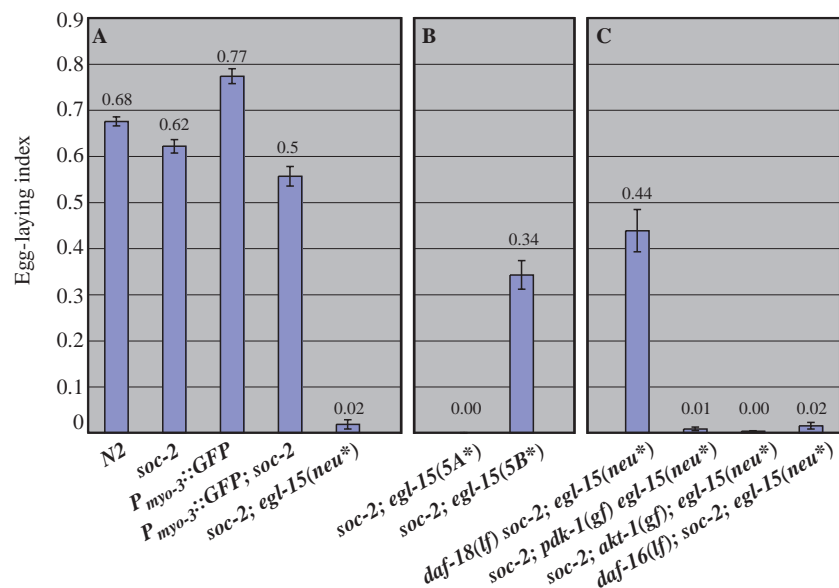 Egg-laying index
0.9
0.8
0.7
0.6
0.5
0.4
0.3
0.2
0.1
0
A
0.68
0.62
0.77
0.5
0.02
B
0.00
0.34
C
0.44
0.01
0.00
0.02
N2
soc-2
P myo-3::GFP
P myo-3::GFP; soc-2
soc-2; egl-15(neu*)
soc-2; egl-15(5A*)
soc-2; egl-15(5B*)
daf-18(lf) soc-2; egl-15(neu*)
soc-2; pdk-1(gf) egl-15(neu*)
soc-2; akt-1(gf); egl-15(neu*)
daf-16(lf); soc-2; egl-15(neu*)